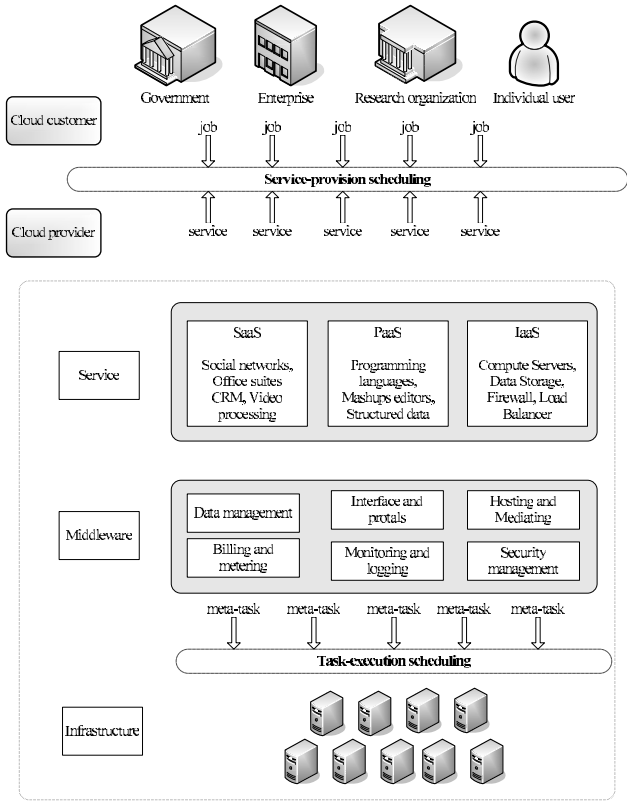 Government
Enterprise
Research organization
Individual user
Cloud customer
job
job
job
job
job
Service-provision scheduling
Cloud provider
service
service
service
service
service
Service
SaaS
Social networks,
Office suites
CRM, Video
processing
PaaS
Programming
languages,
Mashups editors,
Structured data
IaaS
Compute Servers,
Data Storage,
Firewall, Load
Balancer
Middleware
Data management
Interface and
protals
Hosting and
Mediating
Billing and
metering
Monitoring and
logging
Security
management
meta-task
meta-task
meta-task
meta-task
meta-task
Task-execution scheduling
Infrastructure